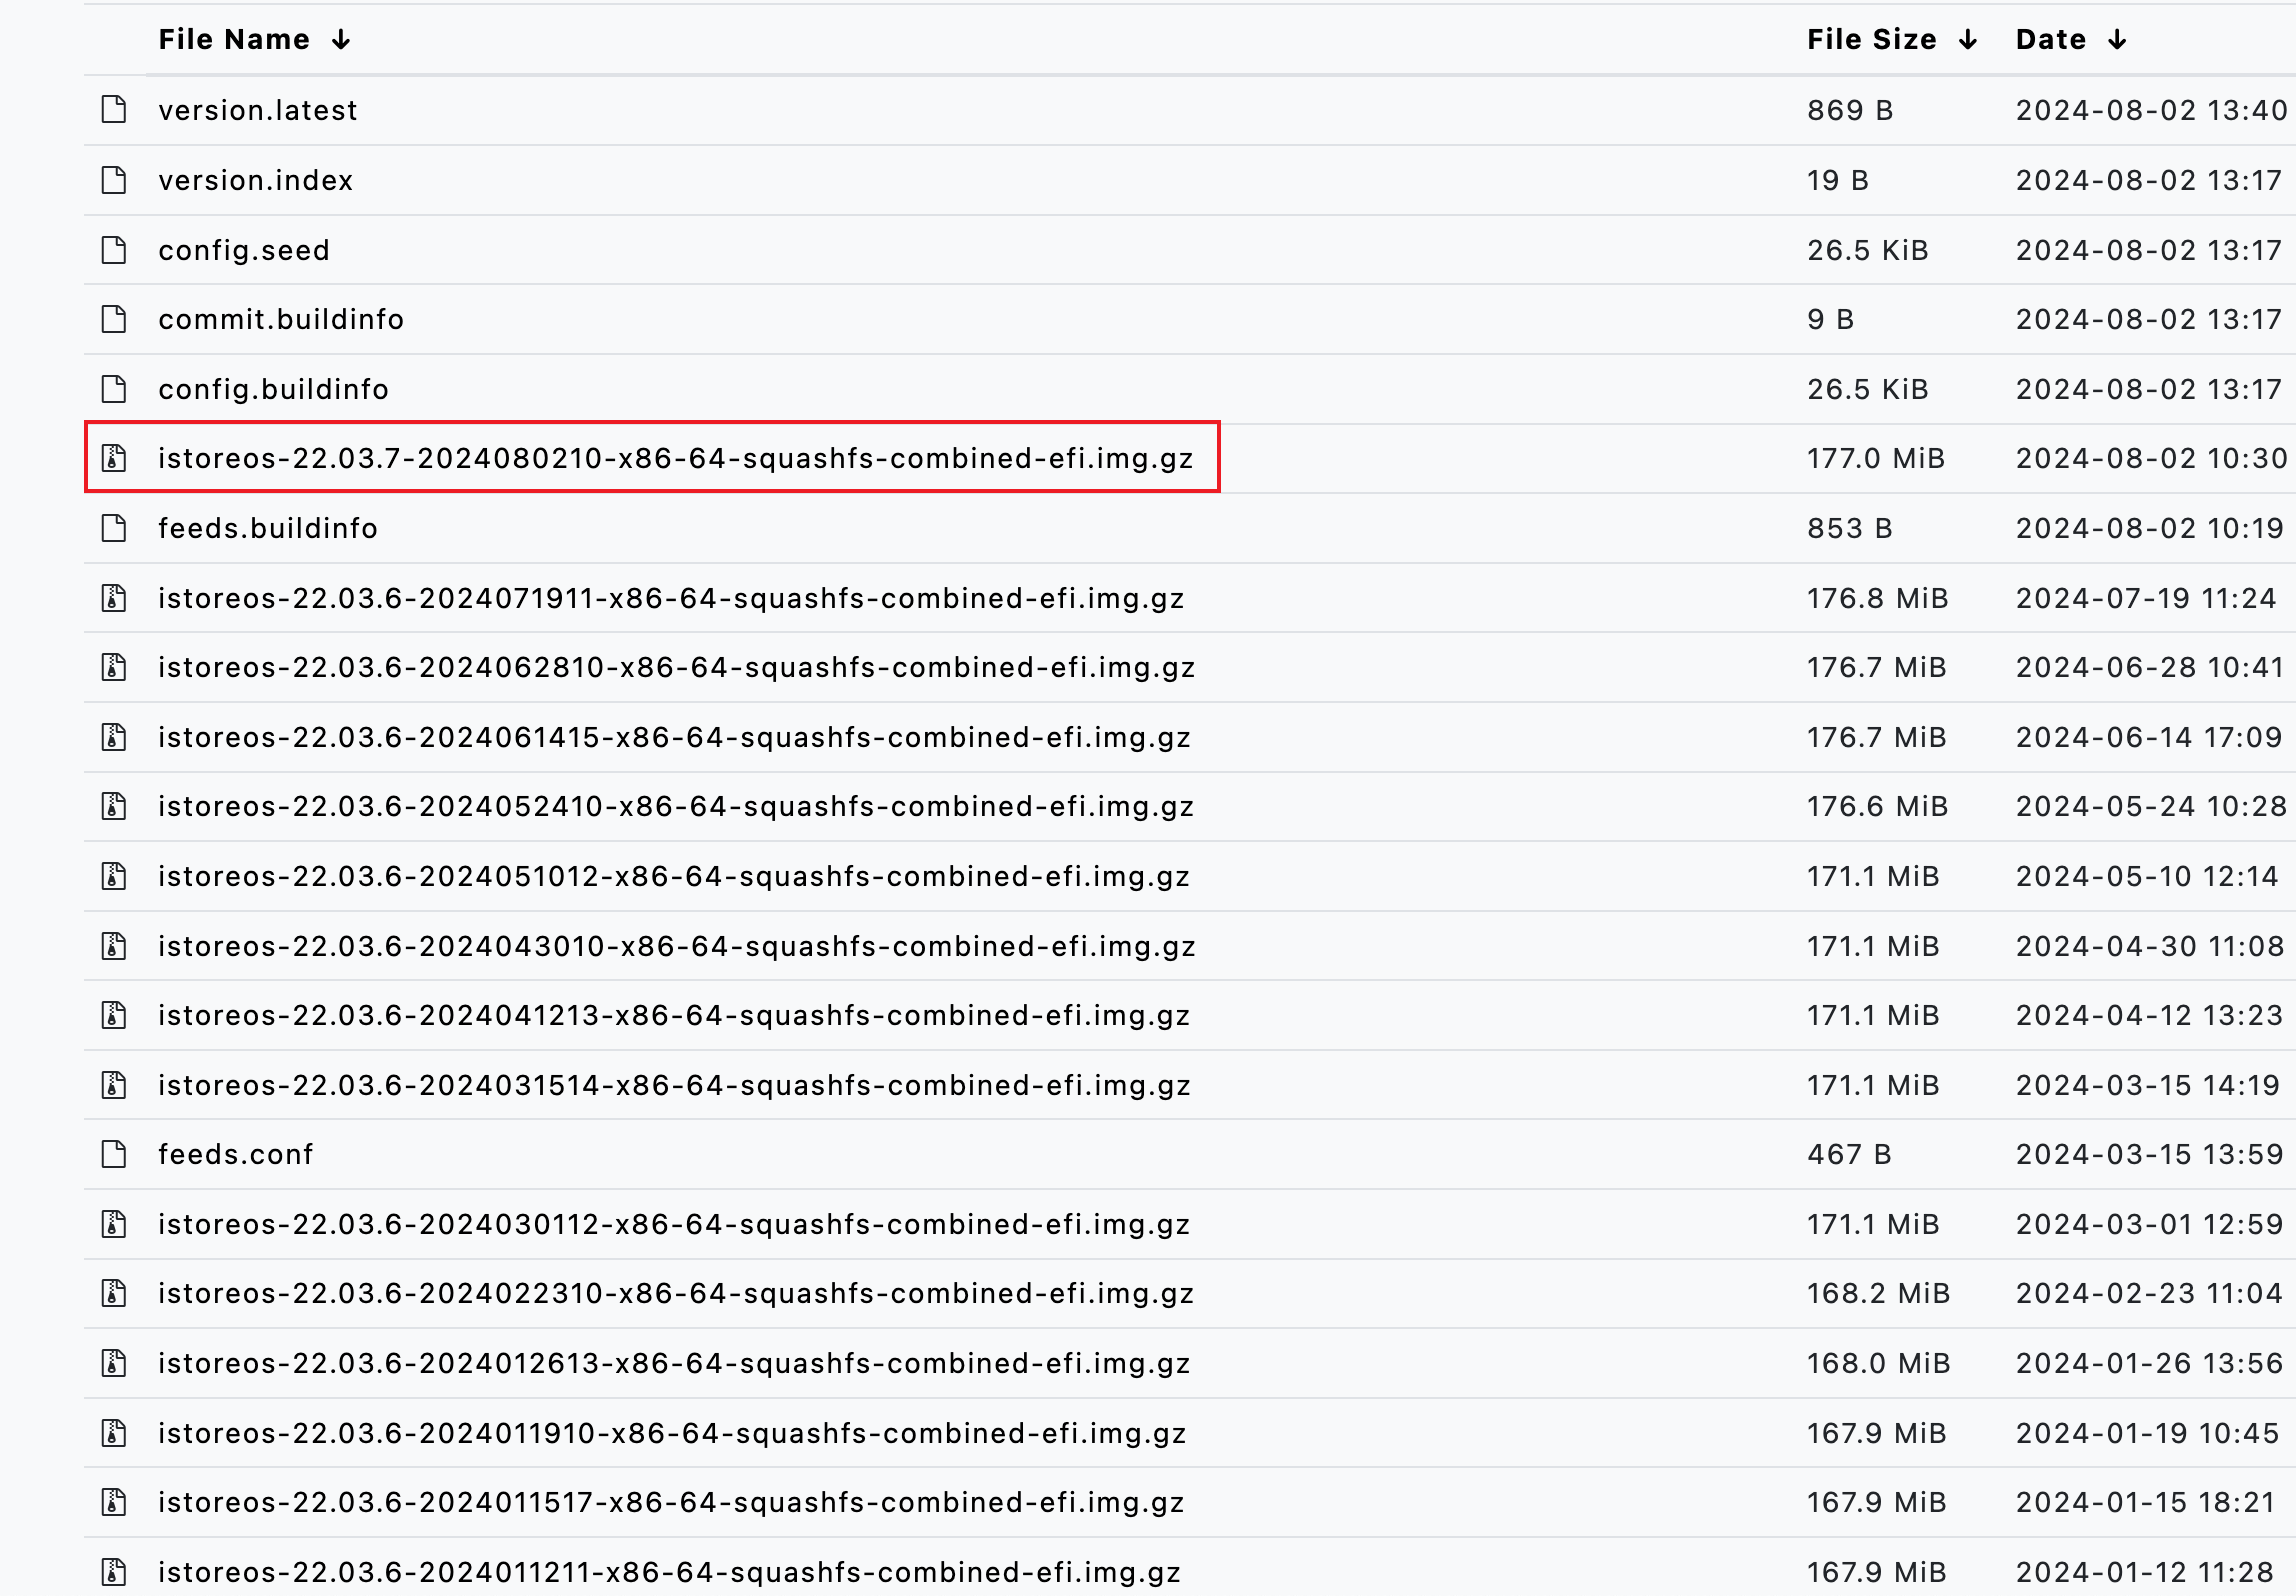 File Name ↓ File Size ↓ Date ↓
version.latest 869 B 2024-08-02 13:40
version.index 19 B 2024-08-02 13:17
config.seed 26.5 KiB 2024-08-02 13:17
commit.buildinfo 9 B 2024-08-02 13:17
config.buildinfo 26.5 KiB 2024-08-02 13:17
istoreos-22.03.7-2024080210-x86-64-squashfs-combined-efi.img.gz 177.0 MiB 2024-08-02 10:30
feeds.buildinfo 853 B 2024-08-02 10:19
istoreos-22.03.6-2024071911-x86-64-squashfs-combined-efi.img.gz 176.8 MiB 2024-07-19 11:24
istoreos-22.03.6-2024062810-x86-64-squashfs-combined-efi.img.gz 176.7 MiB 2024-06-28 10:41
istoreos-22.03.6-2024061415-x86-64-squashfs-combined-efi.img.gz 176.7 MiB 2024-06-14 17:09
istoreos-22.03.6-2024052410-x86-64-squashfs-combined-efi.img.gz 176.6 MiB 2024-05-24 10:28
istoreos-22.03.6-2024051012-x86-64-squashfs-combined-efi.img.gz 171.1 MiB 2024-05-10 12:14
istoreos-22.03.6-2024043010-x86-64-squashfs-combined-efi.img.gz 171.1 MiB 2024-04-30 11:08
istoreos-22.03.6-2024041213-x86-64-squashfs-combined-efi.img.gz 171.1 MiB 2024-04-12 13:23
istoreos-22.03.6-2024031514-x86-64-squashfs-combined-efi.img.gz 171.1 MiB 2024-03-15 14:19
feeds.conf 467 B 2024-03-15 13:59
istoreos-22.03.6-2024030112-x86-64-squashfs-combined-efi.img.gz 171.1 MiB 2024-03-01 12:59
istoreos-22.03.6-2024022310-x86-64-squashfs-combined-efi.img.gz 168.2 MiB 2024-02-23 11:04
istoreos-22.03.6-2024012613-x86-64-squashfs-combined-efi.img.gz 168.0 MiB 2024-01-26 13:56
istoreos-22.03.6-2024011910-x86-64-squashfs-combined-efi.img.gz 167.9 MiB 2024-01-19 10:45
istoreos-22.03.6-2024011517-x86-64-squashfs-combined-efi.img.gz 167.9 MiB 2024-01-15 18:21
istoreos-22.03.6-2024011211-x86-64-squashfs-combined-efi.img.gz 167.9 MiB 2024-01-12 11:28